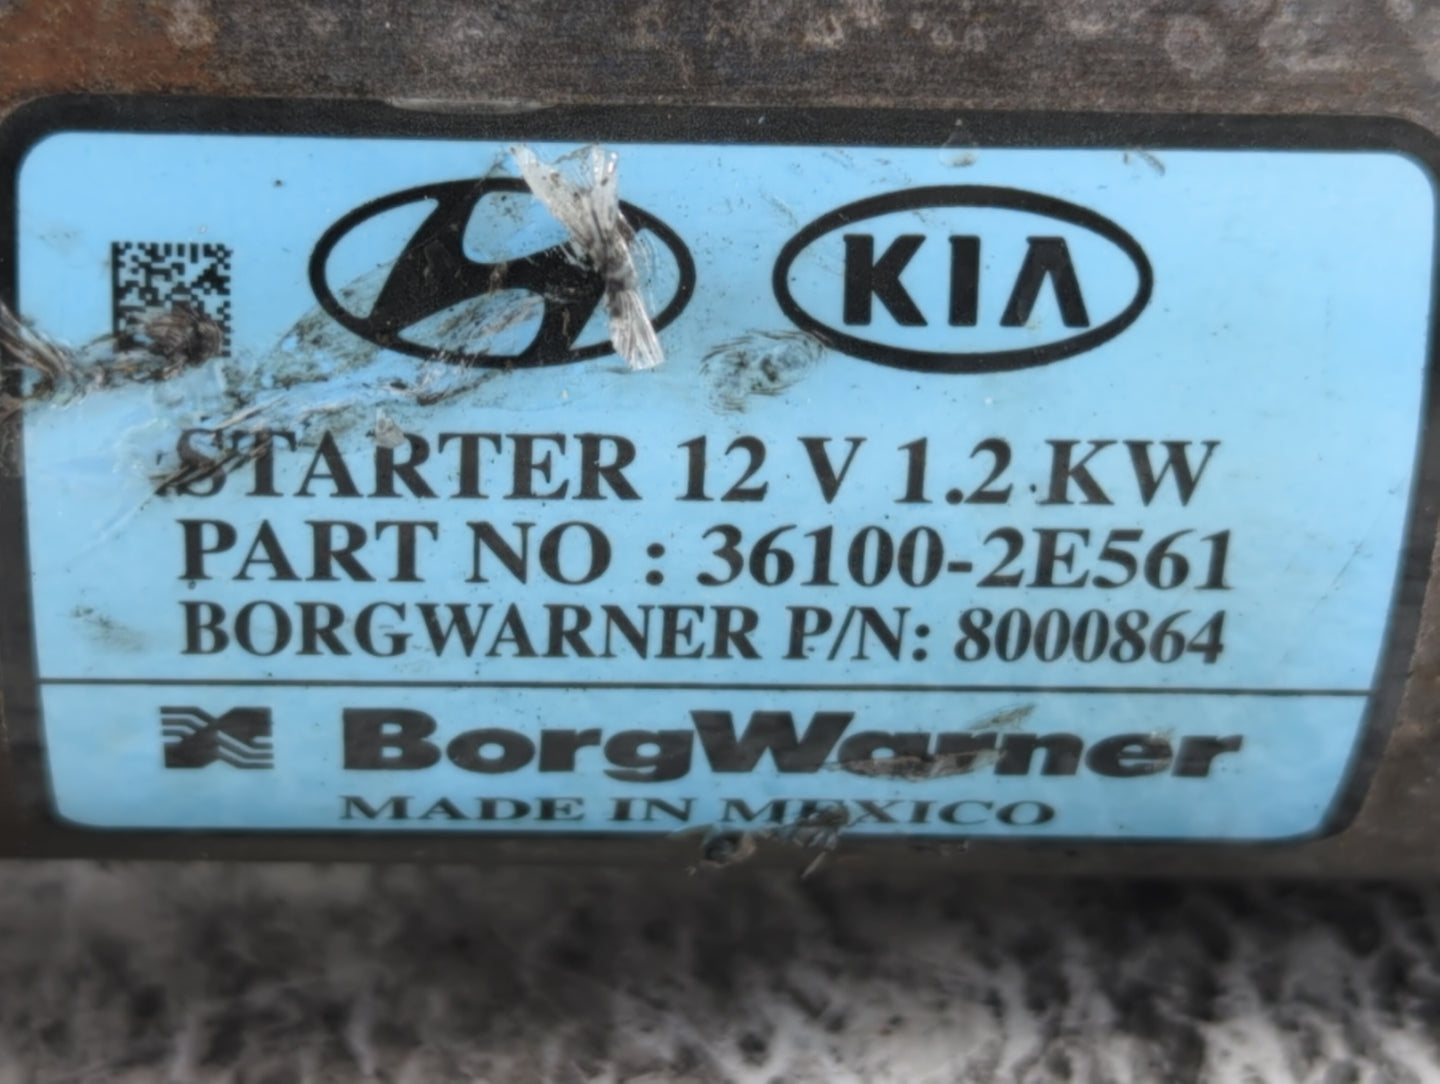 KIA
STARTER 12 V 1.2 KW
PART NO : 36100-2E561
BORGWARNER P/N: 8000864
BorgWarner
MADE IN MEXICO